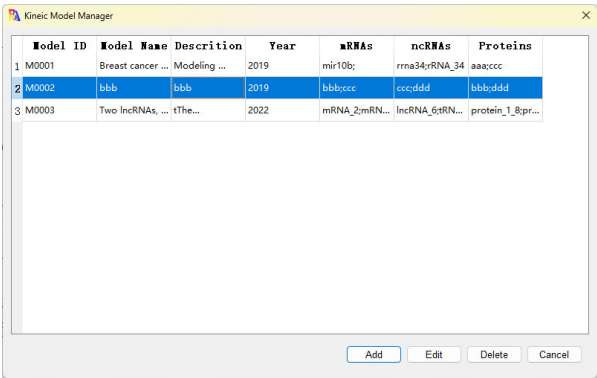 Kineic Model Manager
Model ID Model Name Descrition Year mRNAs ncRNAs Proteins
1 M0001 Breast cancer ... Modeling ... 2019 mir10b; rrna34;rRNA_34 aaa;ccc
2 M0002 bbb bbb 2019 bbb;ccc ccc;ddd bbb;ddd
3 M0003 Two lncRNAs, ... tThe... 2022 mRNA_2;mRN... lncRNA_6;tRN... protein_1_8;pr...
Add Edit Delete Cancel